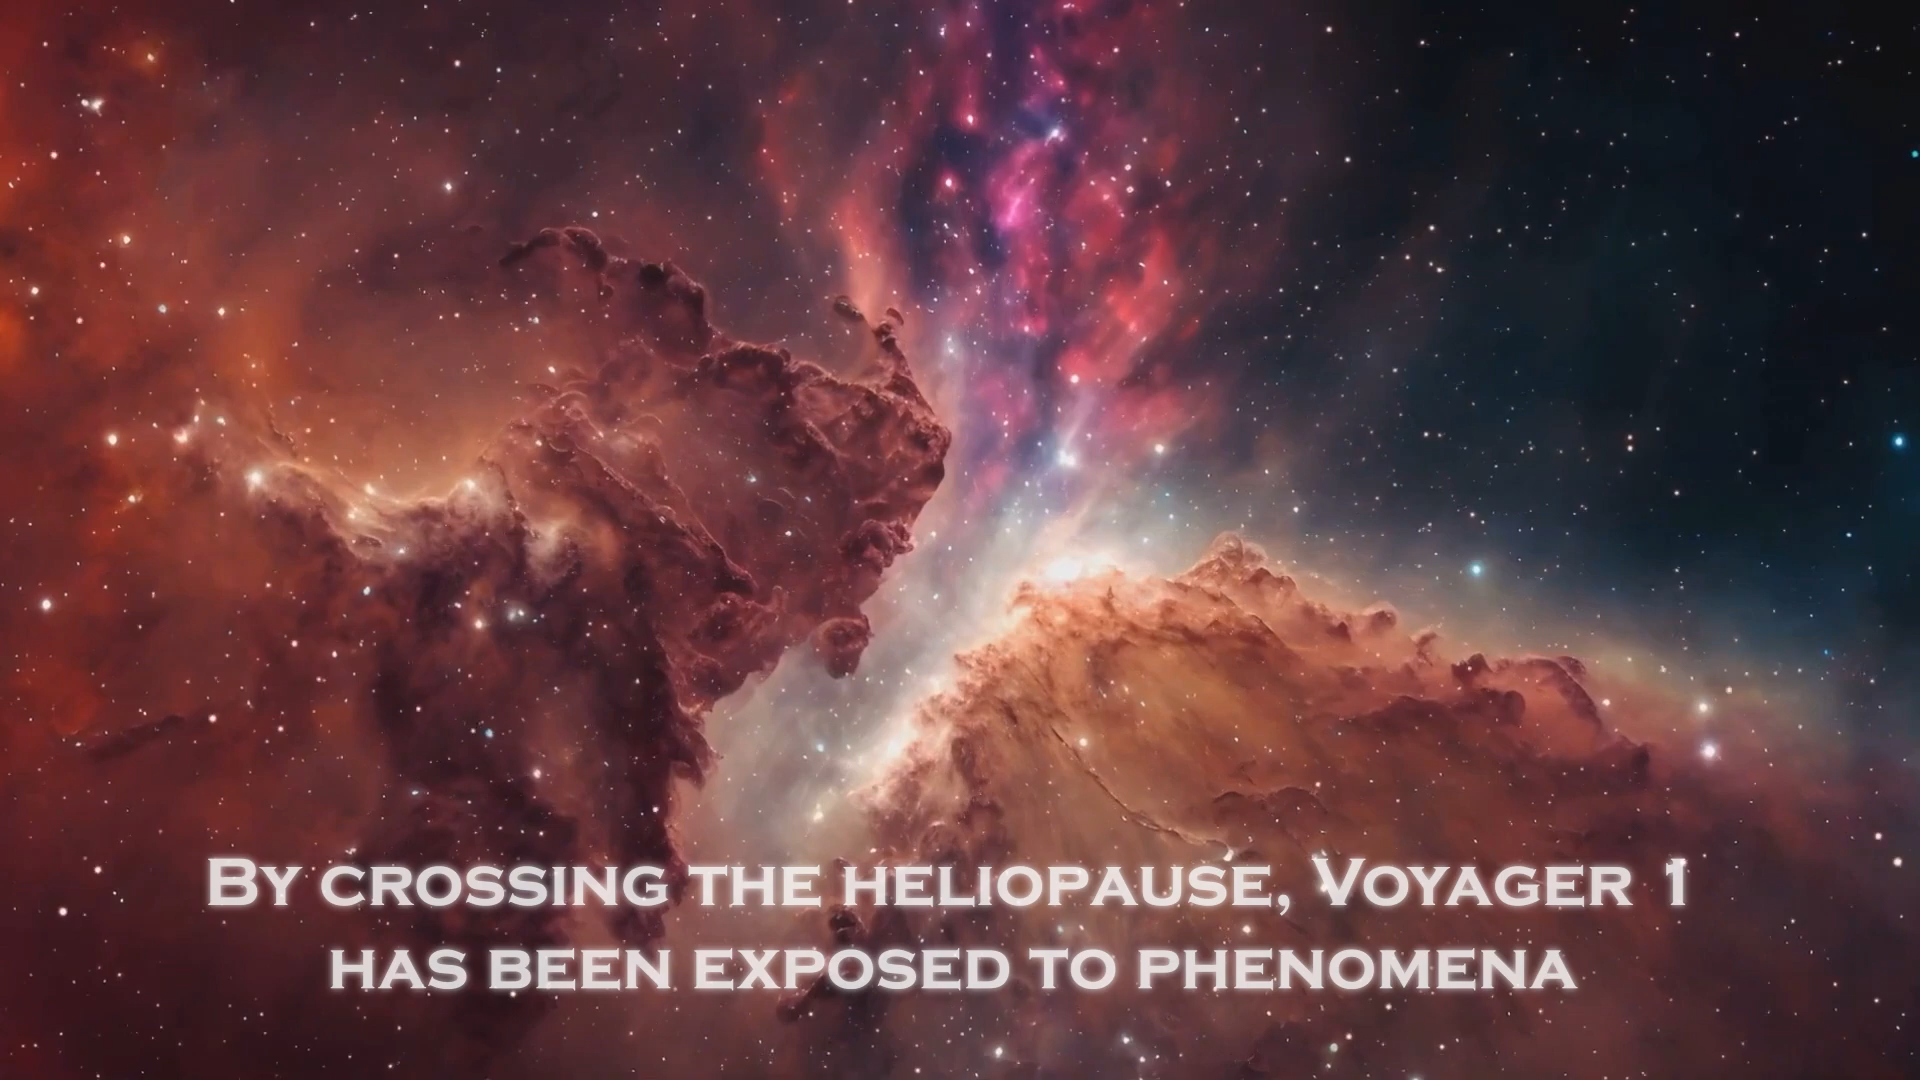 By crossing the heliopause, Voyager 1
has been exposed to phenomena